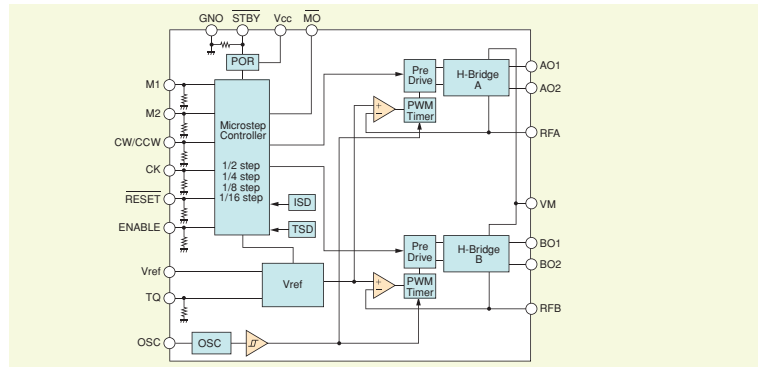 GNO STBY Vcc MO
POR
M1
M2
CW/CCW
CK
RESET
ENABLE
Microstep
Controller
1/2 step
1/4 step
1/8 step
1/16 step
ISD
TSD
Pre
Drive
H-Bridge
A
PWM
Timer
+
−
AO1
AO2
RFA
VM
Pre
Drive
H-Bridge
B
PWM
Timer
+
−
BO1
BO2
RFB
Vref
TQ
Vref
OSC
OSC